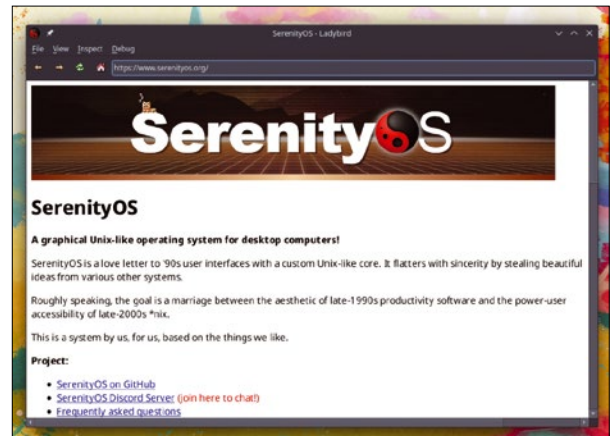 SerenityOS - Ladybird
File View Inspect Debug
https://www.serenityos.org/
SerenityOS
SerenityOS
A graphical Unix-like operating system for desktop computers!
SerenityOS is a love letter to '90s user interfaces with a custom Unix-like core. It flatters with sincerity by stealing beautiful
ideas from various other systems.
Roughly speaking, the goal is a marriage between the aesthetic of late-1990s productivity software and the power-user
accessibility of late-2000s *nix.
This is a system by us, for us, based on the things we like.
Project:
• SerenityOS on GitHub
• SerenityOS Discord Server (join here to chat!)
• Frequently asked questions